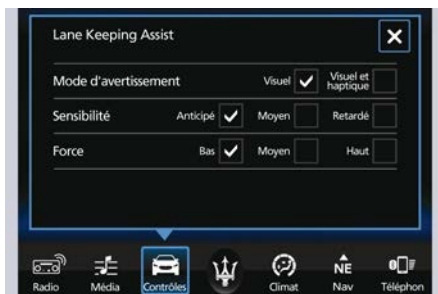 Lane Keeping Assist
Mode d'avertissement Visuel Visuel et haptique
Sensibilité Anticipé Moyen Retardé
Force Bas Moyen Haut
Radio Média Contrôles Climat NE Nav Téléphon